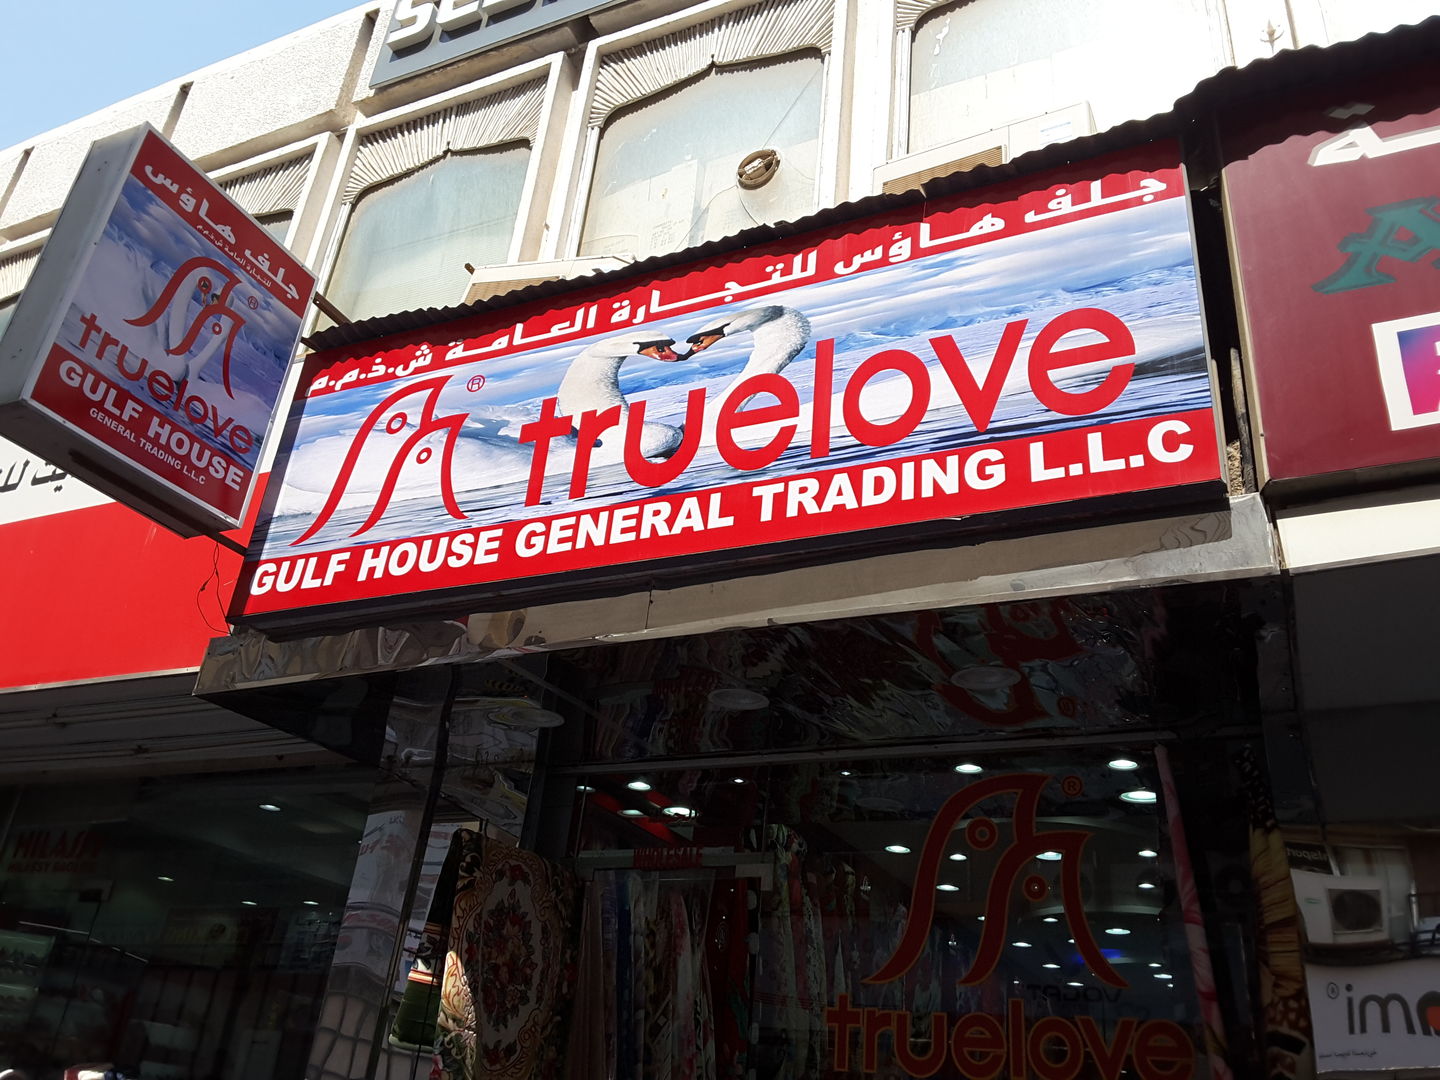 جلف هاؤس
للتجارة العامة ش.ذ.م.م
®
truelove
GULF HOUSE
GENERAL TRADING L.L.C
جلف هاؤس للتجارة العامة ش.ذ.م.م
®
truelove
GULF HOUSE GENERAL TRADING L.L.C
WHOLESALE
®
truelove